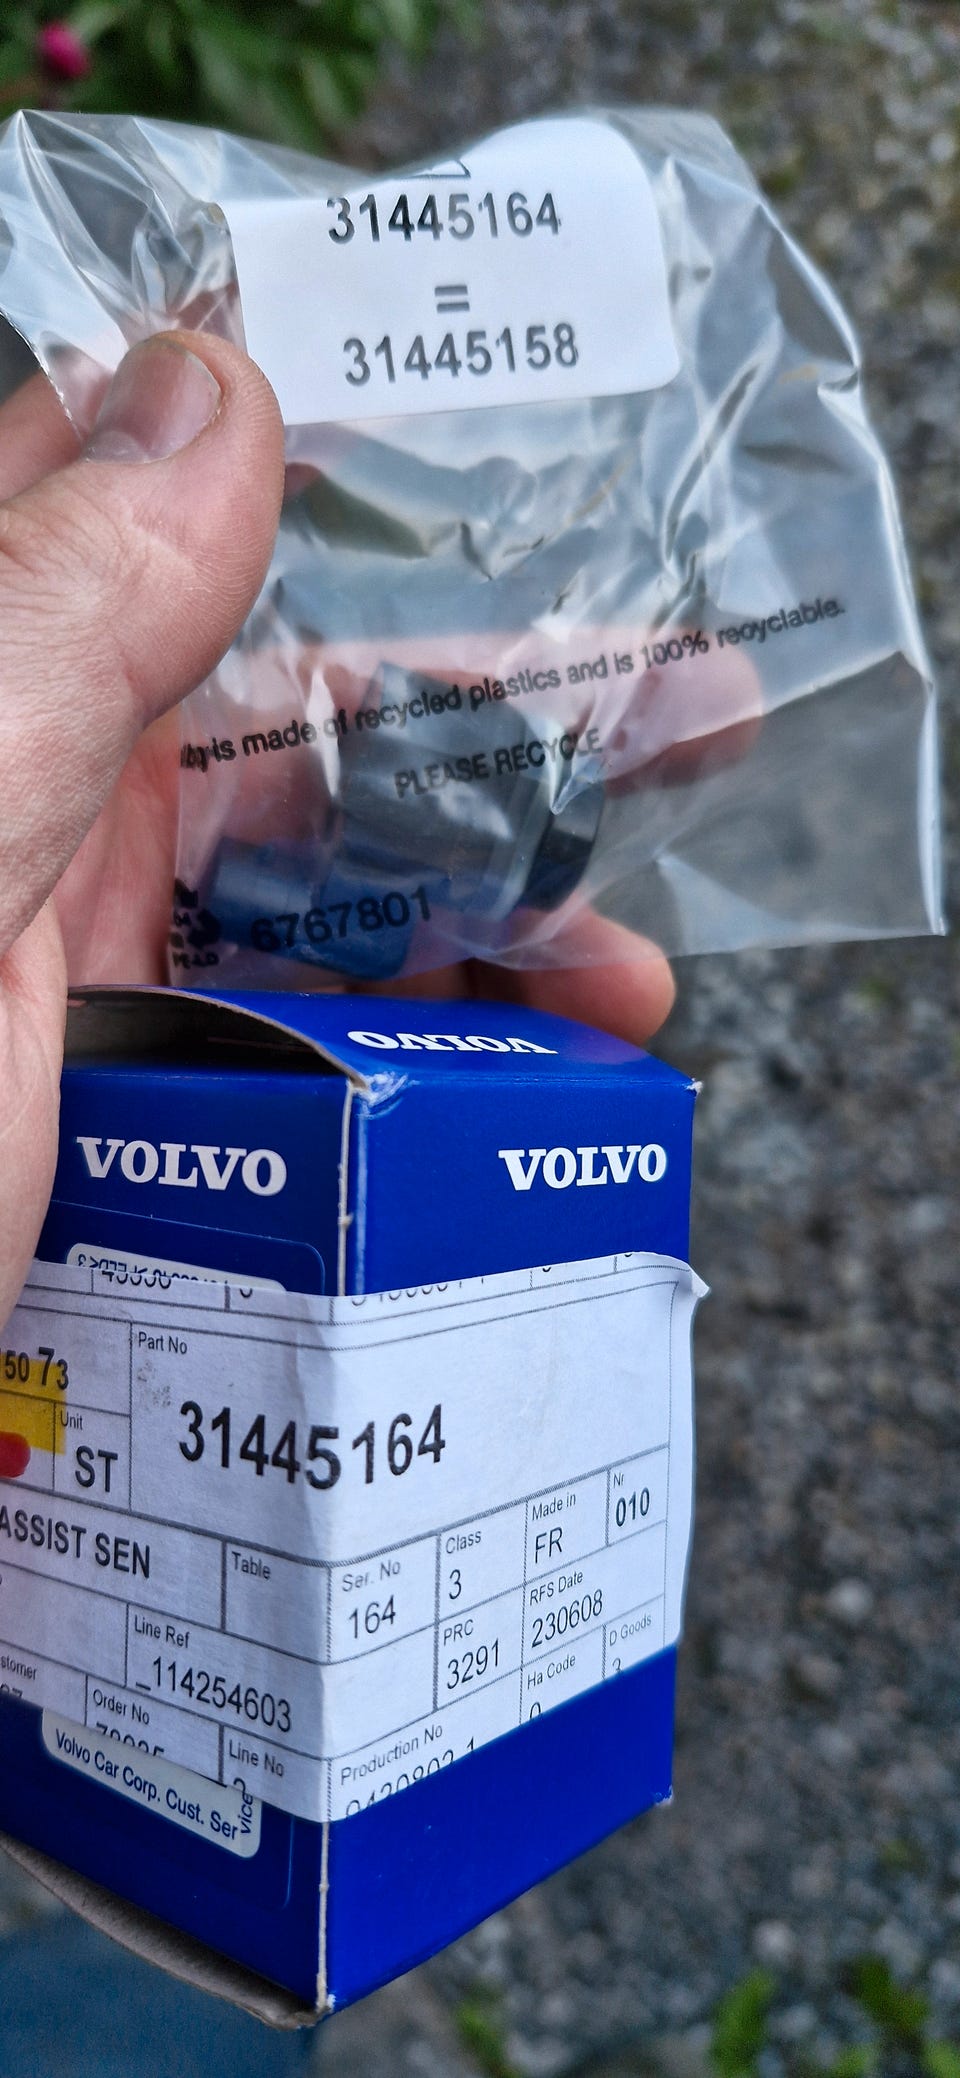 31445164
=
31445158
is made of recycled plastics and is 100% recyclable.
PLEASE RECYCLE
6767801
VOLVO
VOLVO
VOLVO
Part No
31445164
50 73
Unit
ST
ASSIST SEN
Table
Ser. No
164
Class
3
Made in
FR
Nr
010
PRC
3291
RFS Date
230608
Line Ref
_114254603
Order No
Line No
Production No
Ha Code
D Goods
Volvo Car Corp. Cust. Service